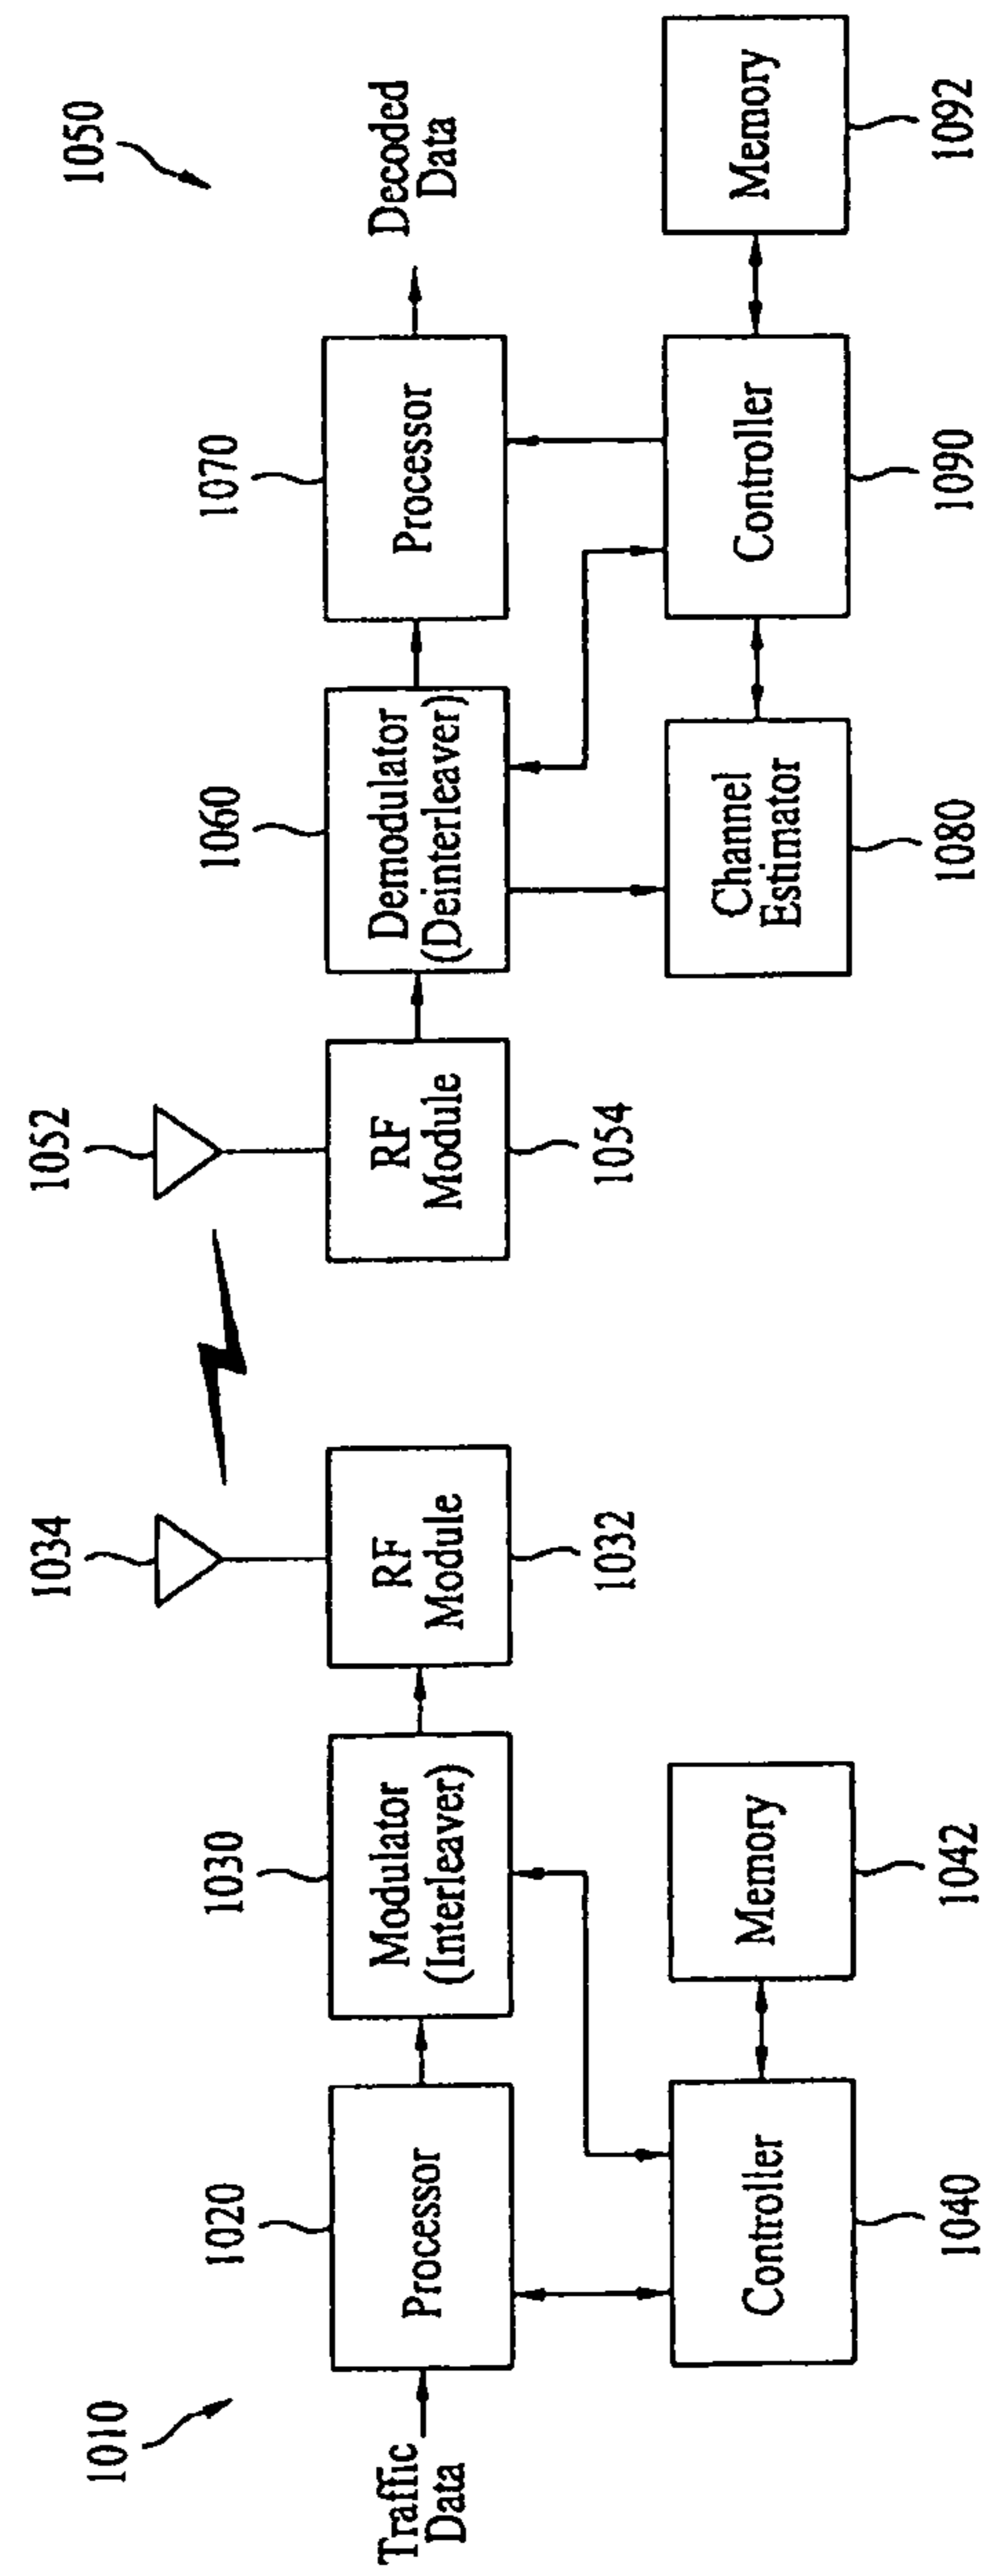 1010
Traffic
Data
1020
Processor
1030
Modulator
(Interleaver)
1034
RF
Module
1032
Controller
1040
Memory
1042
1050
1052
RF
Module
1054
1060
Demodulator
(Deinterleaver)
1070
Processor
Decoded
Data
Channel
Estimator
1080
Controller
1090
Memory
1092